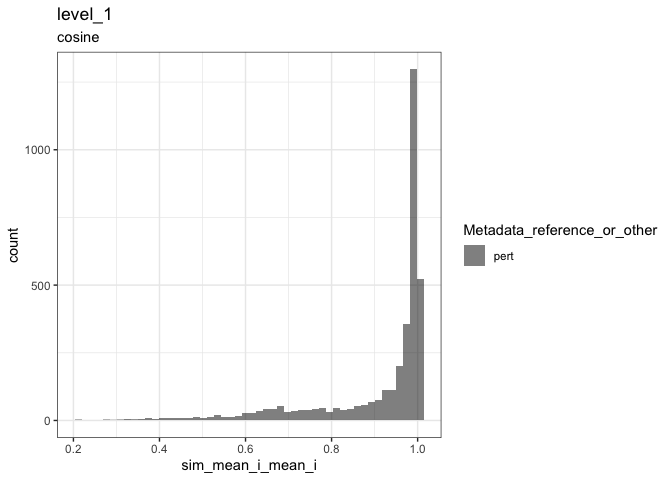 level_1
cosine
1000
500
0
count
0.2 0.4 0.6 0.8 1.0
sim_mean_i_mean_i
Metadata_reference_or_other
pert